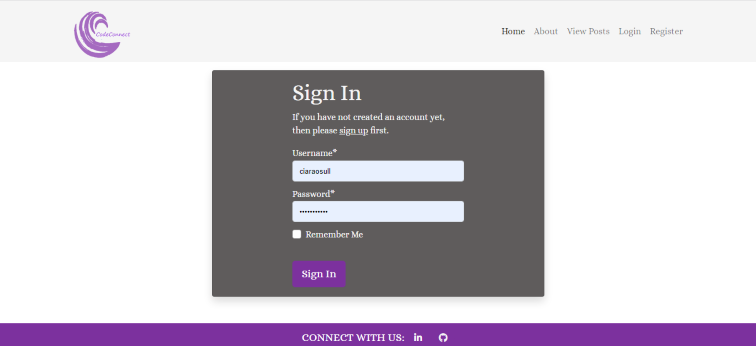 CodeConnect
Home About View Posts Login Register
Sign In
If you have not created an account yet,
then please sign up first.
Username*
ciaraosull
Password*
•••••••••••
Remember Me
Sign In
CONNECT WITH US: